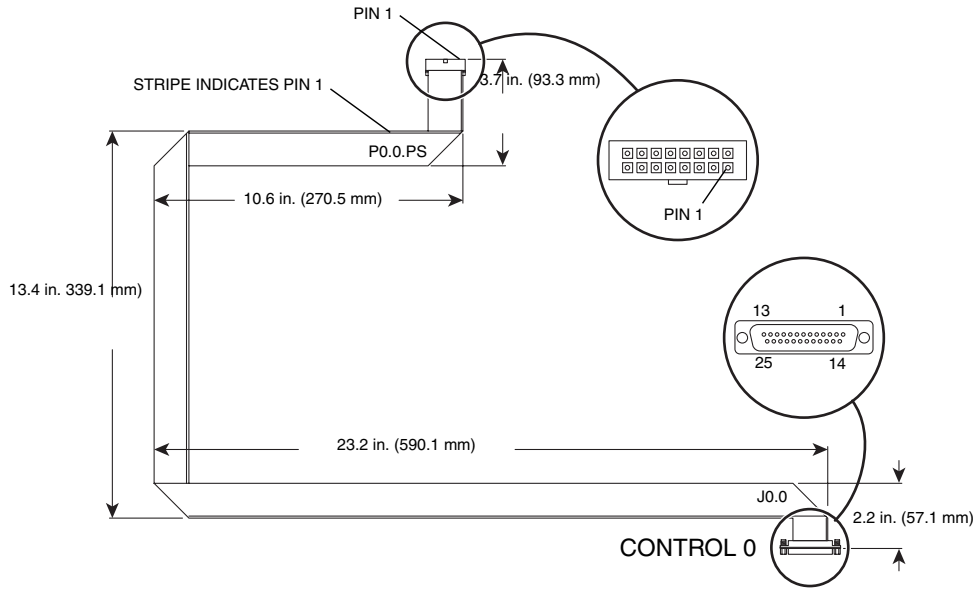 PIN 1
3.7 in. (93.3 mm)
STRIPE INDICATES PIN 1
P0.0.PS
10.6 in. (270.5 mm)
PIN 1
13.4 in. 339.1 mm)
13 1
25 14
23.2 in. (590.1 mm)
J0.0
2.2 in. (57.1 mm)
CONTROL 0